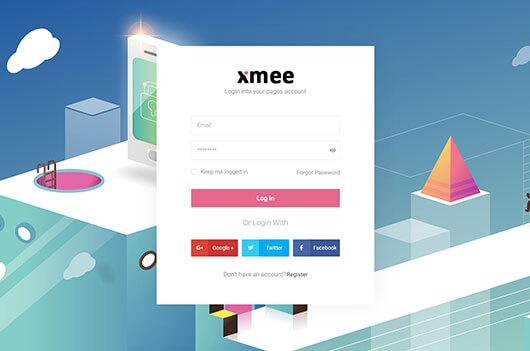 xmee
Login into your pages account
Email
********
Keep me logged in Forgot Password
Log in
Or Login With
G+ Google + Twitter f Facebook
Don't have an account? Register